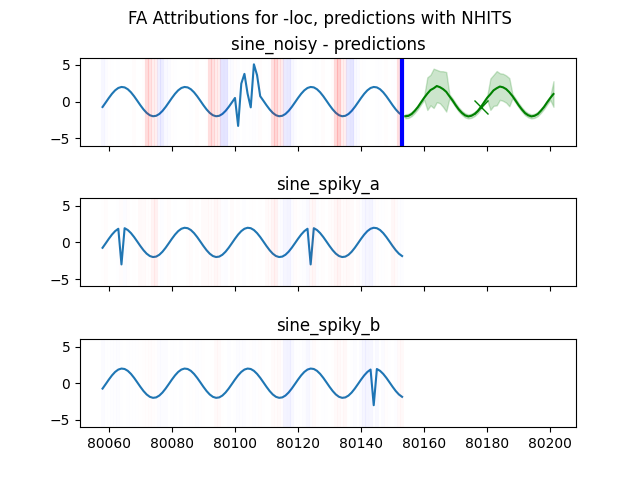 FA Attributions for -loc, predictions with NHITS
sine_noisy - predictions
5
0
−5
sine_spiky_a
5
0
−5
sine_spiky_b
5
0
−5
80060 80080 80100 80120 80140 80160 80180 80200